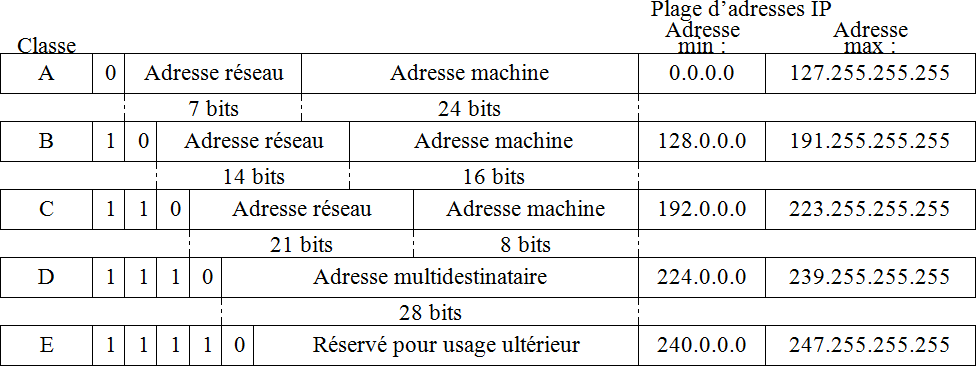 Plage d’adresses IP
Classe Adresse min : Adresse max :
A 0 Adresse réseau Adresse machine 0.0.0.0 127.255.255.255
7 bits 24 bits
B 1 0 Adresse réseau Adresse machine 128.0.0.0 191.255.255.255
14 bits 16 bits
C 1 1 0 Adresse réseau Adresse machine 192.0.0.0 223.255.255.255
21 bits 8 bits
D 1 1 1 0 Adresse multidestinataire 224.0.0.0 239.255.255.255
28 bits
E 1 1 1 1 0 Réservé pour usage ultérieur 240.0.0.0 247.255.255.255